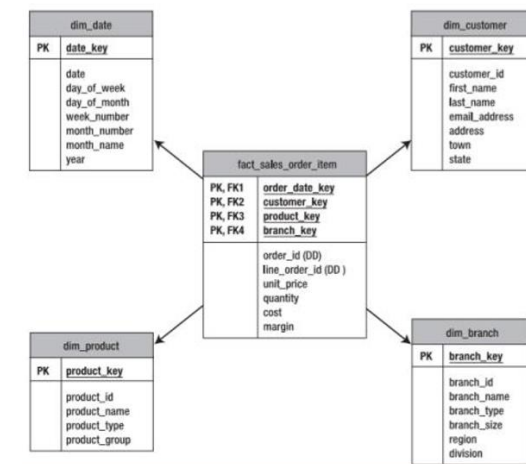 dim_date
PK date_key
date
day_of_week
day_of_month
week_number
month_number
month_name
year
dim_customer
PK customer_key
customer_id
first_name
last_name
email_address
address
town
state
fact_sales_order_item
PK, FK1 order_date_key
PK, FK2 customer_key
PK, FK3 product_key
PK, FK4 branch_key
order_id (DD)
line_order_id (DD )
unit_price
quantity
cost
margin
dim_product
PK product_key
product_id
product_name
product_type
product_group
dim_branch
PK branch_key
branch_id
branch_name
branch_type
branch_size
region
division